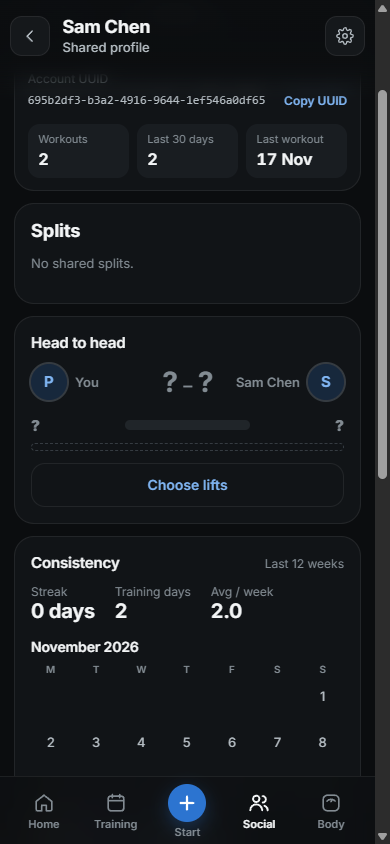 Sam Chen
Shared profile
Account UUID
695b2df3-b3a2-4916-9644-1ef546a0df65 Copy UUID
Workouts Last 30 days Last workout
2 2 17 Nov
Splits
No shared splits.
Head to head
P You ? – ? Sam Chen S
? ?
Choose lifts
Consistency Last 12 weeks
Streak Training days Avg / week
0 days 2 2.0
November 2026
M T W T F S S
1
2 3 4 5 6 7 8
Home Training Start Social Body